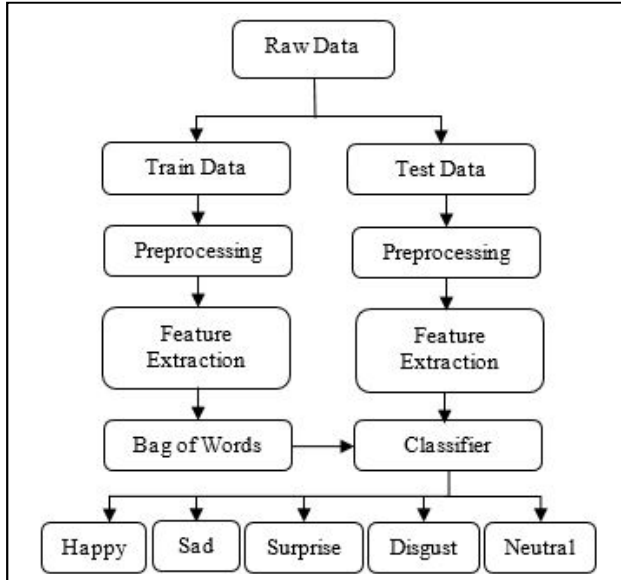 Raw Data
Train Data
Test Data
Preprocessing
Preprocessing
Feature
Extraction
Feature
Extraction
Bag of Words
Classifier
Happy
Sad
Surprise
Disgust
Neutral